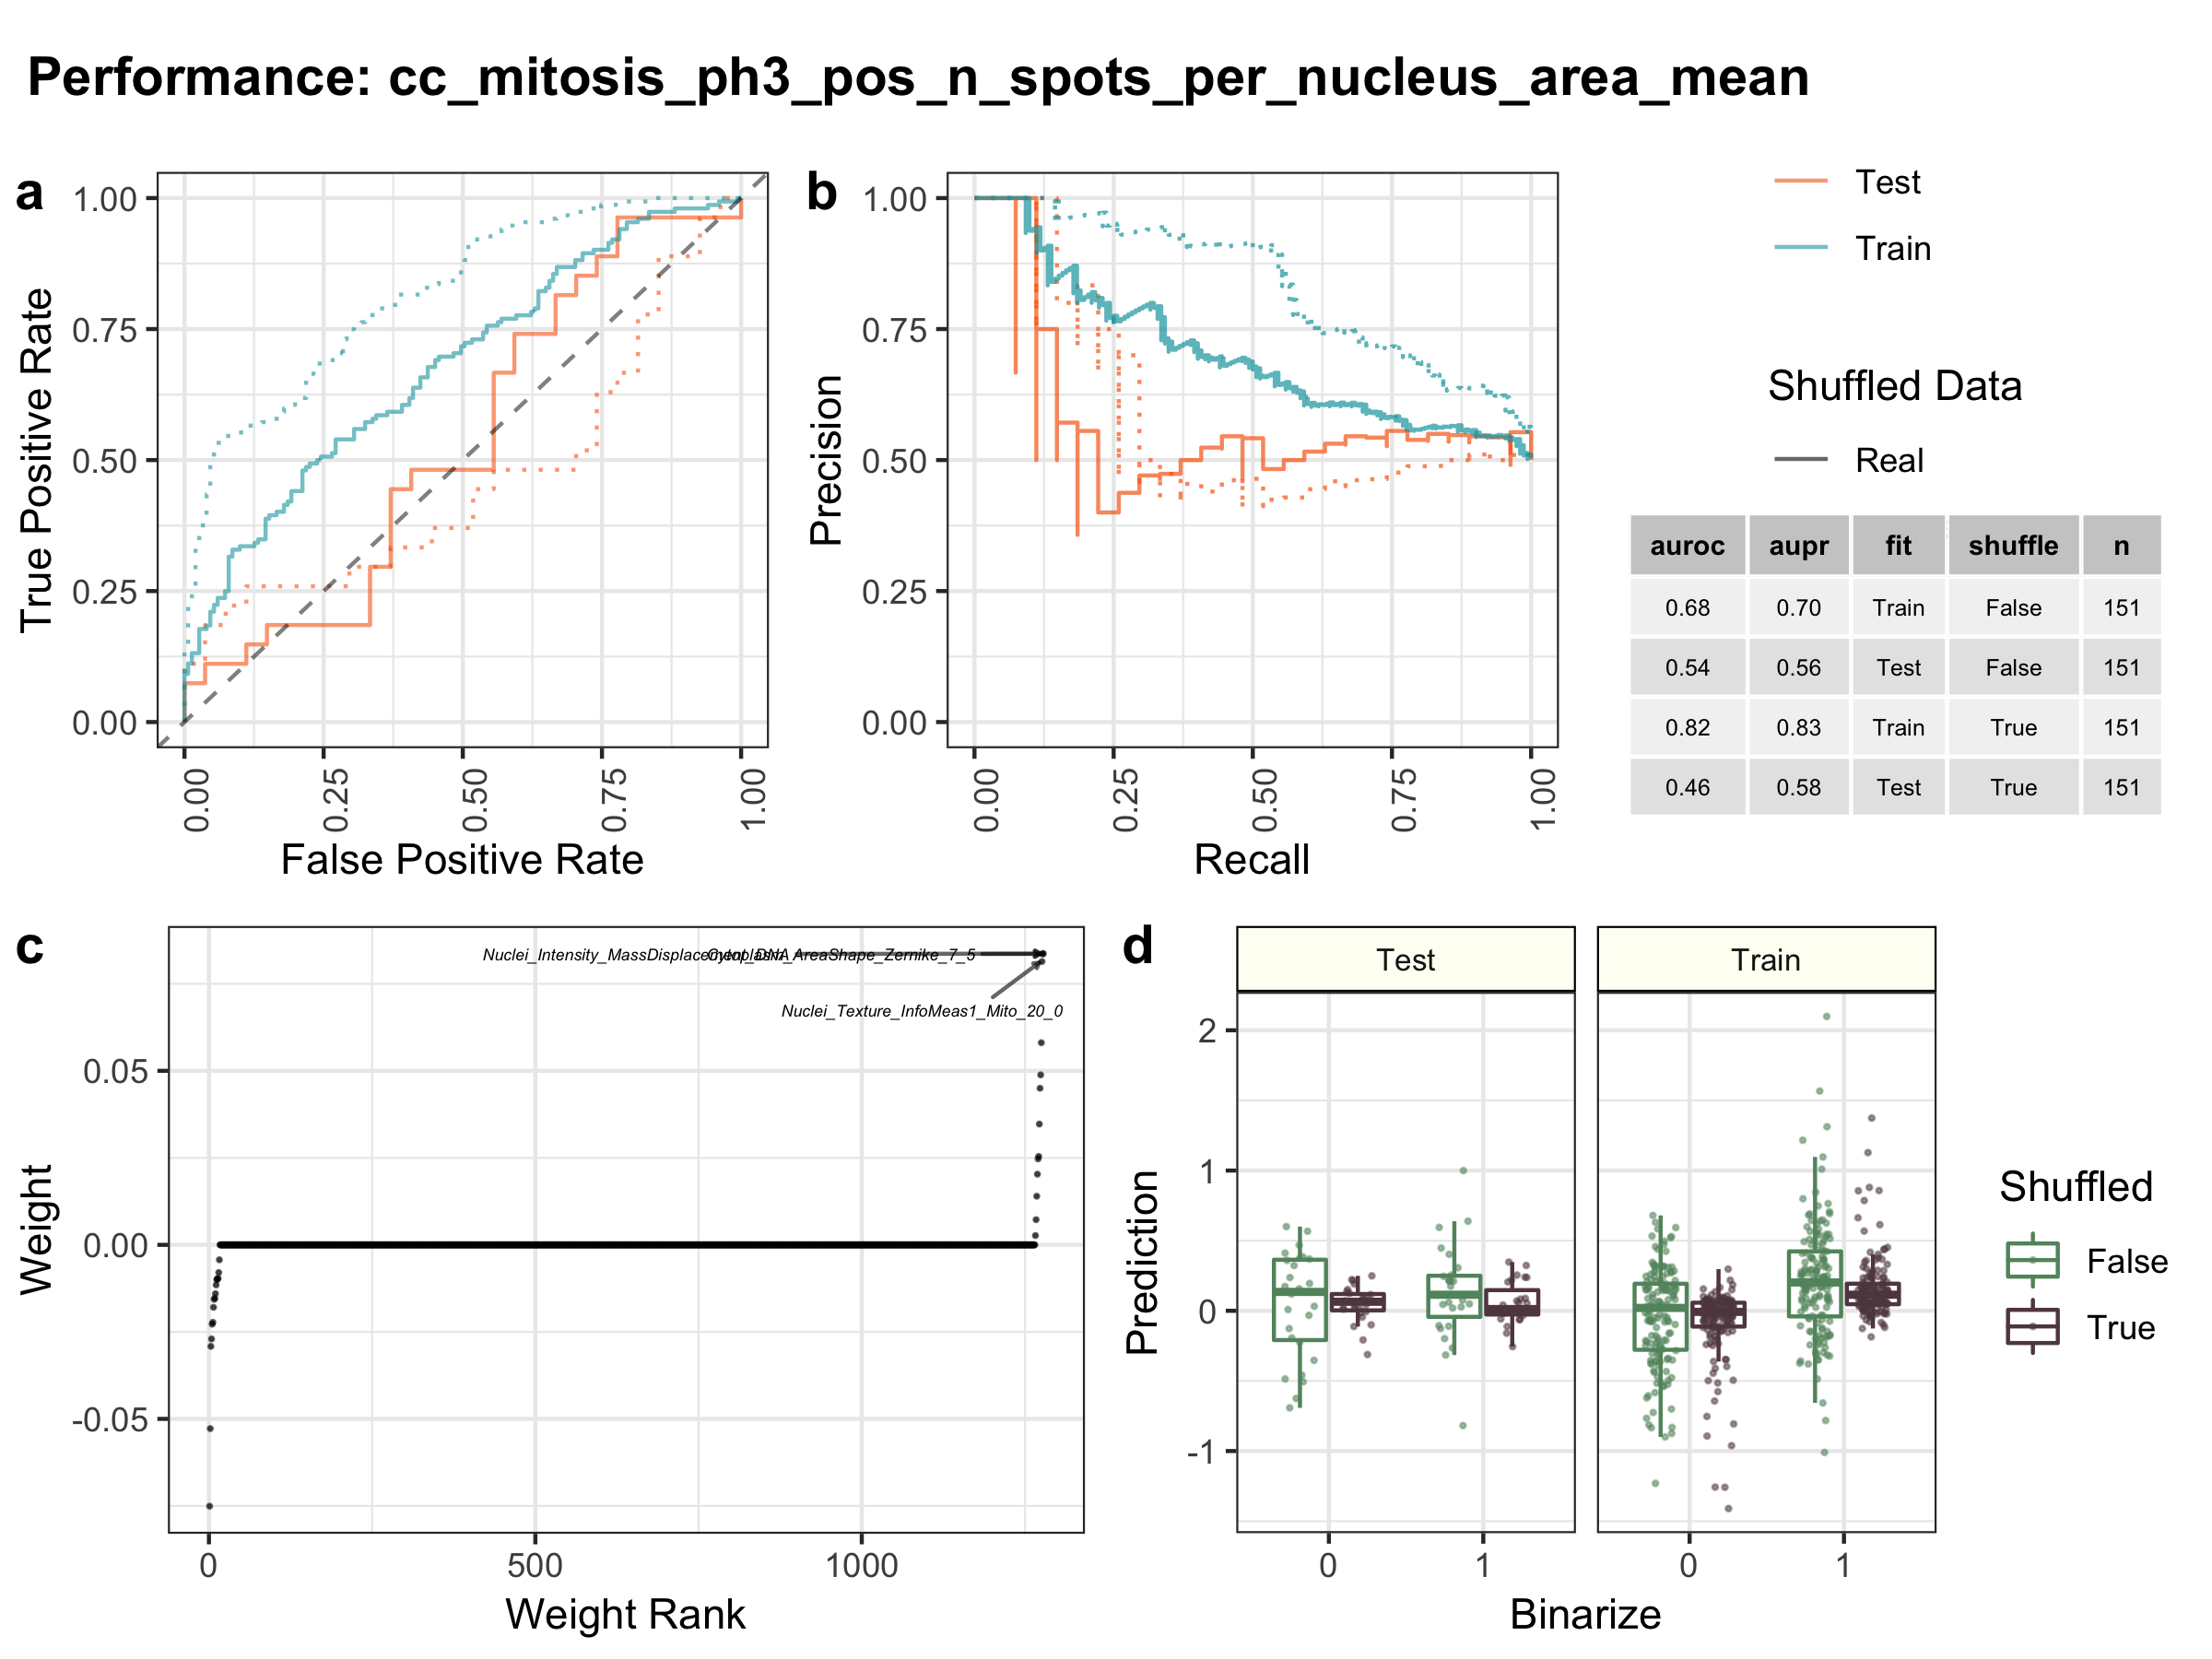 Performance: cc_mitosis_ph3_pos_n_spots_per_nucleus_area_mean
a
1.00
0.75
0.50
0.25
0.00
True Positive Rate
0.00
0.25
0.50
0.75
1.00
False Positive Rate
b
1.00
0.75
0.50
0.25
0.00
Precision
0.00
0.25
0.50
0.75
1.00
Recall
Test
Train
Shuffled Data
Real
auroc aupr fit shuffle n
0.68 0.70 Train False 151
0.54 0.56 Test False 151
0.82 0.83 Train True 151
0.46 0.58 Test True 151
c
Nuclei_Intensity_MassDisplacement_DNA
Cytoplasm_AreaShape_Zernike_7_5
Nuclei_Texture_InfoMeas1_Mito_20_0
0.05
0.00
-0.05
Weight
0
500
1000
Weight Rank
d
Test
Train
2
1
0
-1
Prediction
0
1
0
1
Binarize
Shuffled
False
True